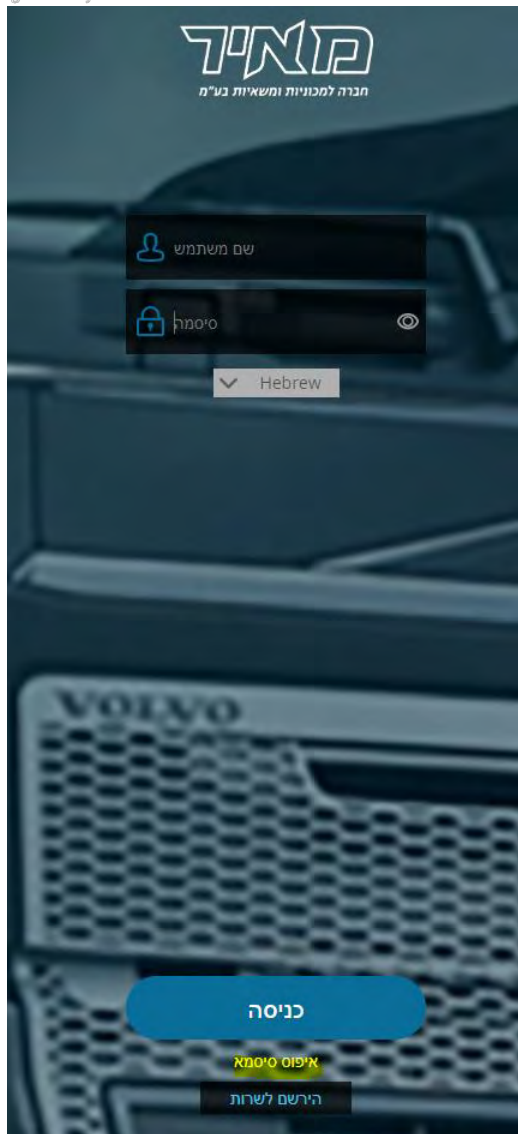 מאיר
חברה למכוניות ומשאיות בע"מ
שם משתמש
סיסמה
Hebrew
VOLVO
כניסה
איפוס סיסמא
הירשם לשרות